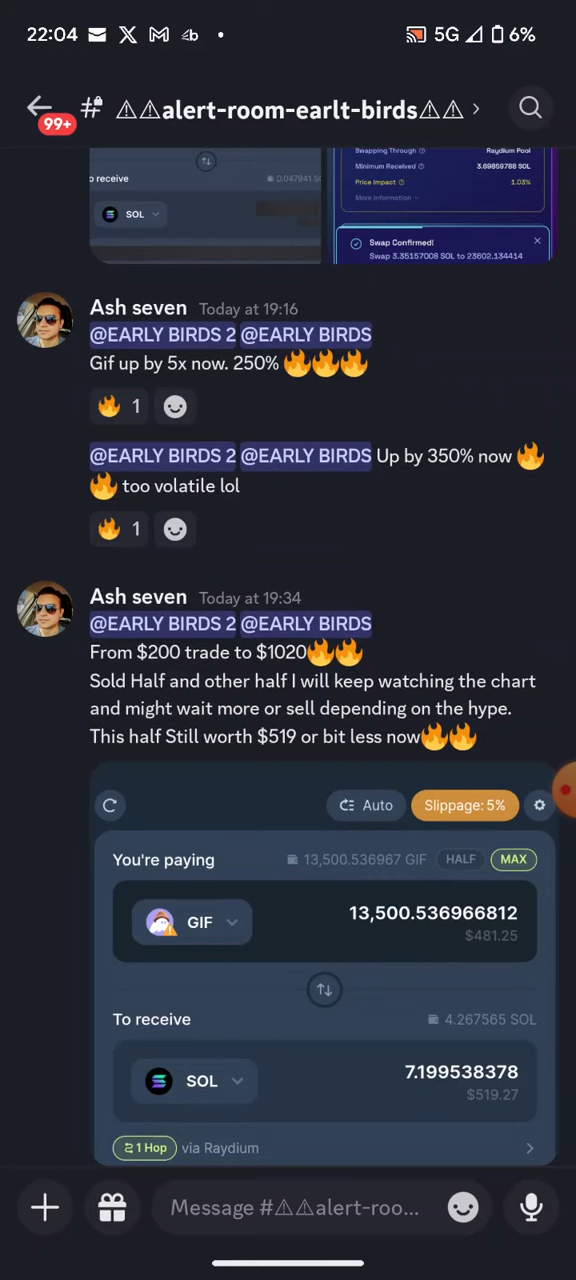 22:04
5G
6%
99+
⚠⚠alert-room-earlt-birds⚠⚠
Swapping Through
Raydium Pool
Minimum Received
3.69859788 SOL
Price Impact
1.03%
More information
o receive
0.047941
SOL
Swap Confirmed!
Swap 3.35157008 SOL to 23602.134414
Ash seven Today at 19:16
@EARLY BIRDS 2 @EARLY BIRDS
Gif up by 5x now. 250% 🔥🔥🔥
🔥 1
@EARLY BIRDS 2 @EARLY BIRDS Up by 350% now 🔥
🔥 too volatile lol
🔥 1
Ash seven Today at 19:34
@EARLY BIRDS 2 @EARLY BIRDS
From $200 trade to $1020🔥🔥
Sold Half and other half I will keep watching the chart
and might wait more or sell depending on the hype.
This half Still worth $519 or bit less now🔥🔥
Auto
Slippage: 5%
You're paying
13,500.536967 GIF
HALF
MAX
GIF
13,500.536966812
$481.25
To receive
4.267565 SOL
SOL
7.199538378
$519.27
1 Hop
via Raydium
Message #⚠⚠alert-roo...